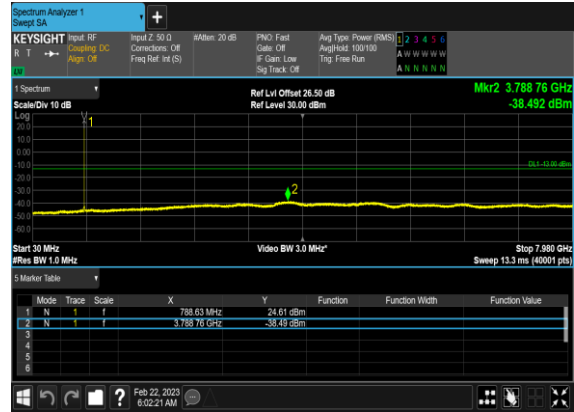 Spectrum Analyzer 1
Swept SA
+
KEYSIGHT
R T
LXI
Input: RF
Coupling: DC
Align: Off
Input Z: 50 Ω
Corrections: Off
Freq Ref: Int (S)
#Atten: 20 dB
PNO: Fast
Gate: Off
IF Gain: Low
Sig Track: Off
Avg Type: Power (RMS)
Avg|Hold: 100/100
Trig: Free Run
1 2 3 4 5 6
A W W W W W
A N N N N N
1 Spectrum
Scale/Div 10 dB
Ref Lvl Offset 26.50 dB
Ref Level 30.00 dBm
Mkr2 3.788 76 GHz
-38.492 dBm
Log
20.0
10.0
0.00
-10.0
-20.0
-30.0
-40.0
-50.0
-60.0
1
2
DL1 -13.00 dBm
Start 30 MHz
#Res BW 1.0 MHz
Video BW 3.0 MHz*
Stop 7.980 GHz
Sweep 13.3 ms (40001 pts)
5 Marker Table
Mode Trace Scale X Y Function Function Width Function Value
1 N 1 f 788.63 MHz 24.61 dBm
2 N 1 f 3.788 76 GHz -38.49 dBm
3
4
5
6
?
Feb 22, 2023
6:02:21 AM